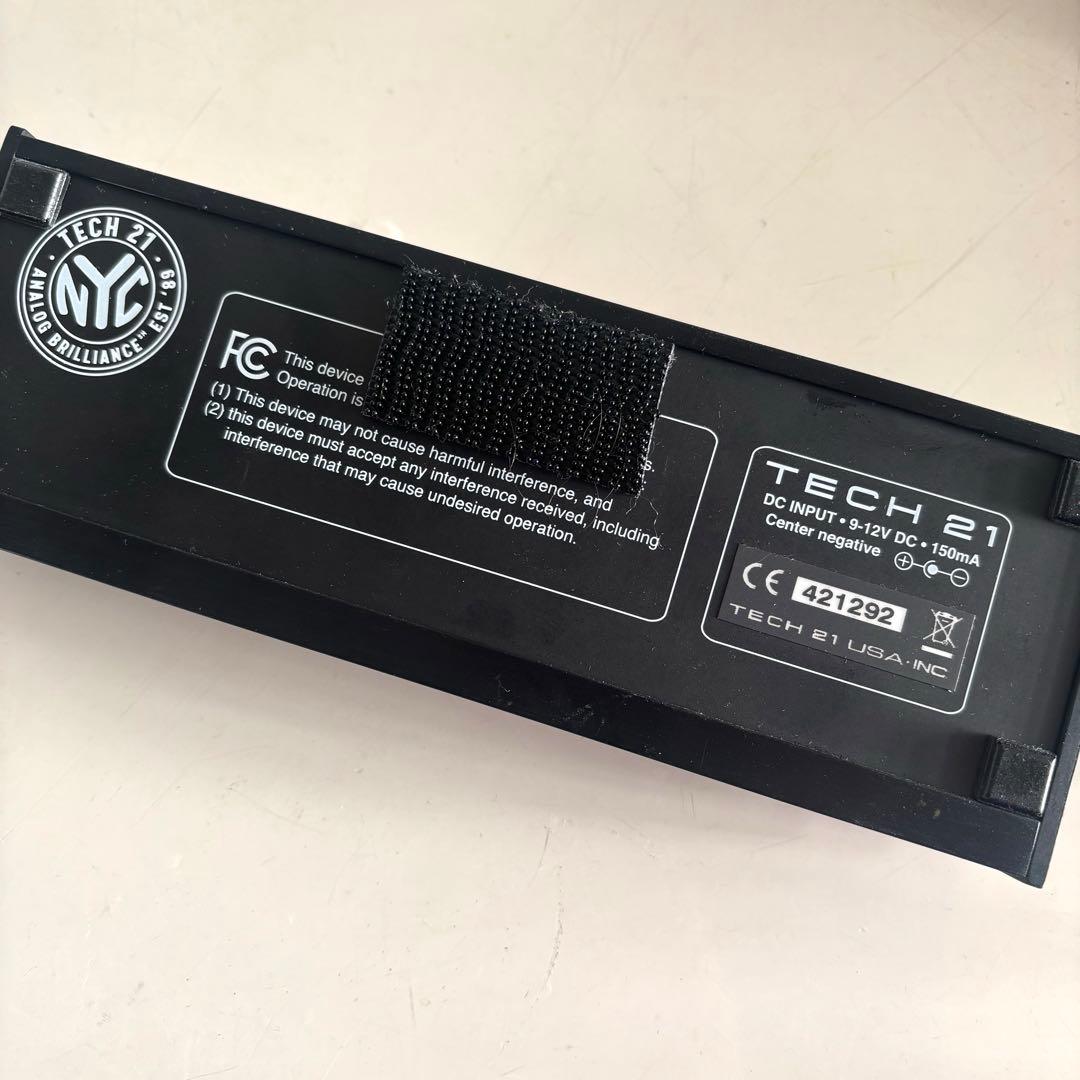 TECH 21
NYC
ANALOG BRILLIANCE™ EST '89
FC This device
Operation is
s.
(1) This device may not cause harmful interference, and
(2) this device must accept any interference received, including
interference that may cause undesired operation.
TECH 21
DC INPUT • 9-12V DC • 150mA
Center negative
CE 421292
TECH 21 USA·INC